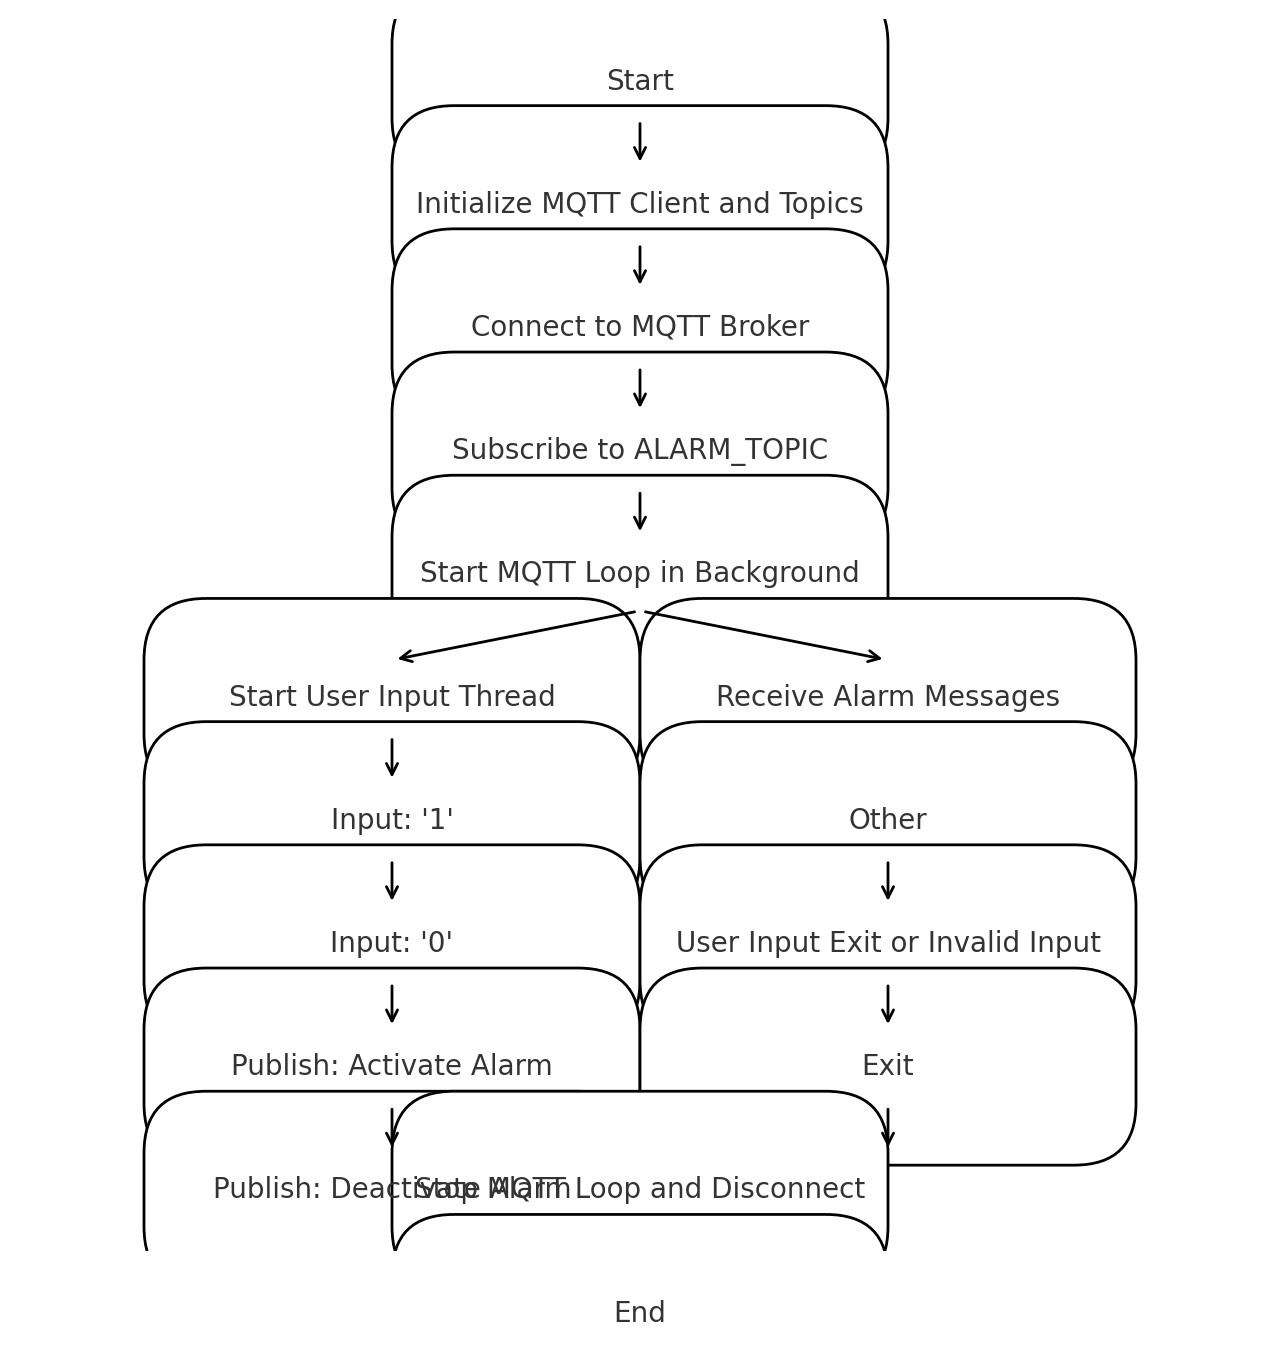 Start
Initialize MQTT Client and Topics
Connect to MQTT Broker
Subscribe to ALARM_TOPIC
Start MQTT Loop in Background
Start User Input Thread
Receive Alarm Messages
Input: '1'
Other
Input: '0'
User Input Exit or Invalid Input
Publish: Activate Alarm
Exit
Publish: Deactivate Alarm
Stop MQTT Loop and Disconnect
End